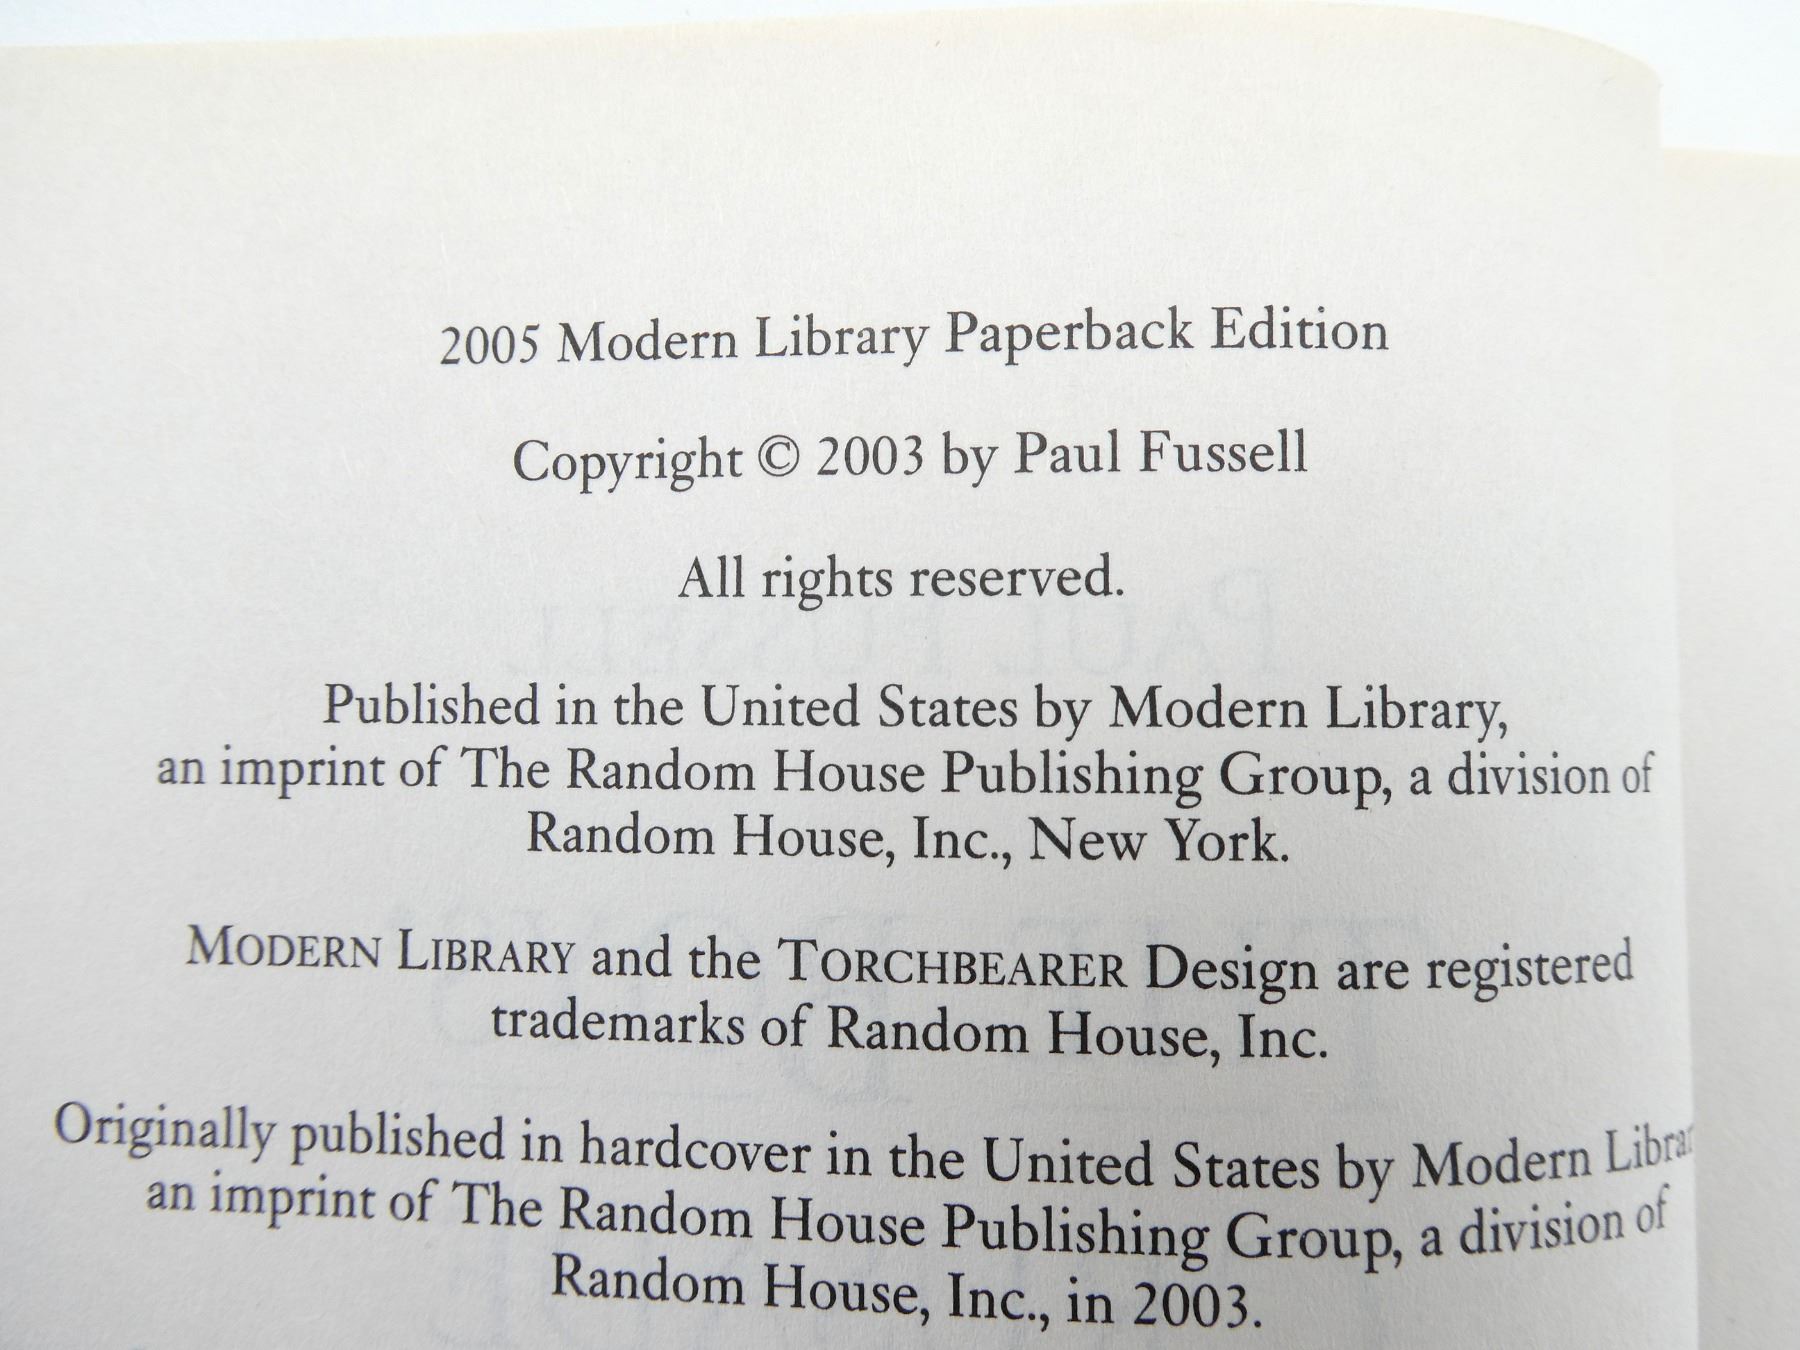 2005 Modern Library Paperback Edition
Copyright © 2003 by Paul Fussell
All rights reserved.
Published in the United States by Modern Library,
an imprint of The Random House Publishing Group, a division of
Random House, Inc., New York.
MODERN LIBRARY and the TORCHBEARER Design are registered
trademarks of Random House, Inc.
Originally published in hardcover in the United States by Modern
an imprint of The Random House Publishing Group, a division of
Random House, Inc., in 2003.